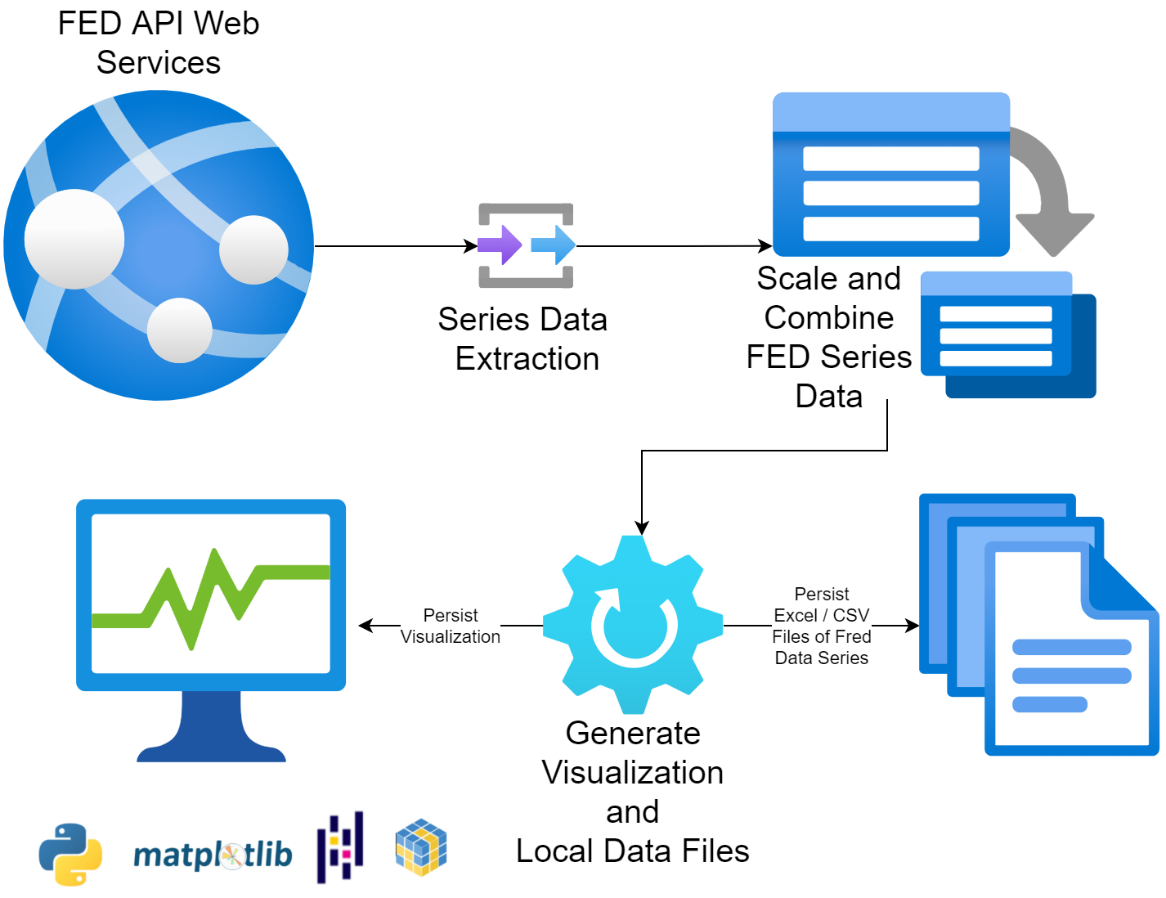 FED API Web
Services
Series Data
Extraction
Scale and
Combine
FED Series
Data
Persist
Visualization
Persist
Excel / CSV
Files of Fred
Data Series
Generate
Visualization
and
Local Data Files
matplotlib